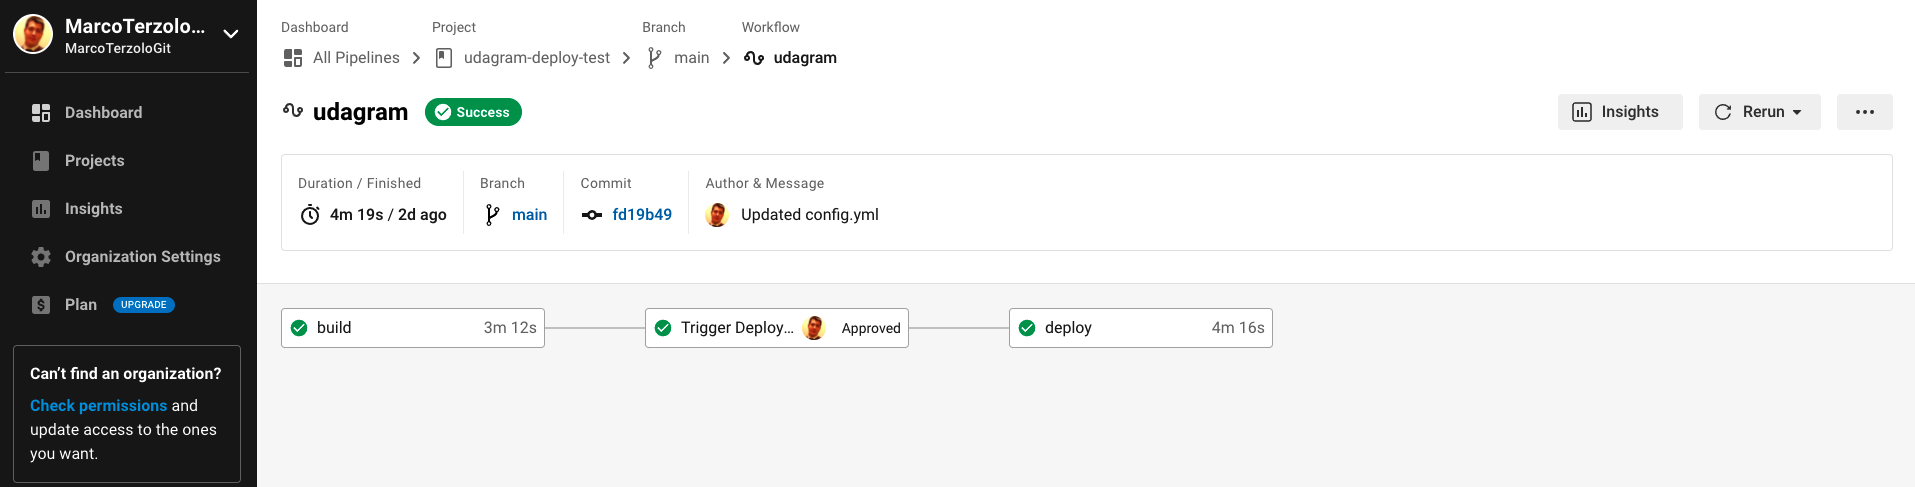 MarcoTerzolo...
MarcoTerzoloGit
Dashboard
Projects
Insights
Organization Settings
Plan UPGRADE
Can't find an organization?
Check permissions and
update access to the ones
you want.
Dashboard Project Branch Workflow
All Pipelines udagram-deploy-test main udagram
udagram Success Insights Rerun
Duration / Finished Branch Commit Author & Message
4m 19s / 2d ago main fd19b49 Updated config.yml
build 3m 12s Trigger Deploy... Approved deploy 4m 16s